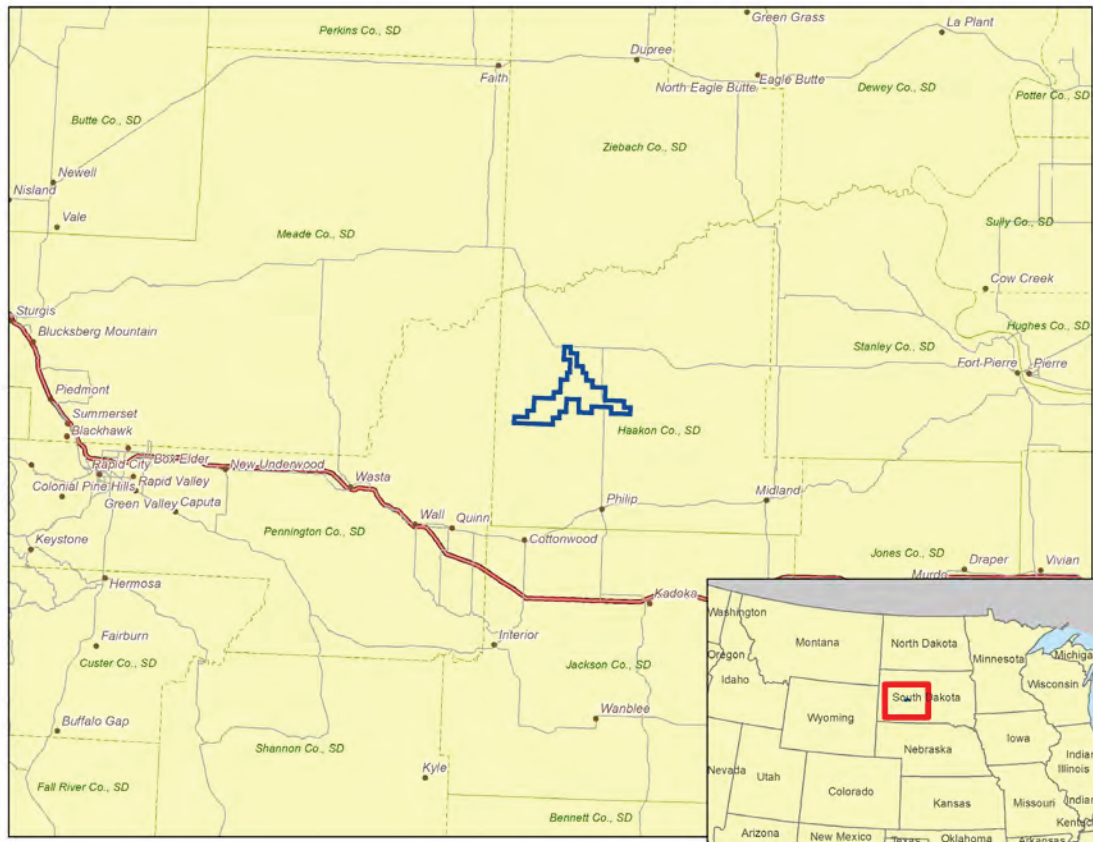 Green Grass
La Plant
Perkins Co., SD
Dupree
Faith
North Eagle Butte
Eagle Butte
Dewey Co., SD
Potter Co., SD
Butte Co., SD
Ziebach Co., SD
Newell
Nisland
Vale
Sully Co., SD
Meade Co., SD
Cow Creek
Sturgis
Blucksberg Mountain
Hughes Co., SD
Stanley Co., SD
Fort Pierre
Pierre
Piedmont
Summerset
Blackhawk
Haakon Co., SD
Box Elder
Rapid City
New Underwood
Rapid Valley
Colonial Pine Hills
Green Valley
Caputa
Wasta
Philip
Midland
Wall
Quinn
Pennington Co., SD
Cottonwood
Keystone
Jones Co., SD
Draper
Vivian
Murdo
Hermosa
Kadoka
Interior
Fairburn
Custer Co., SD
Jackson Co., SD
Wanblee
Buffalo Gap
Shannon Co., SD
Kyle
Fall River Co., SD
Bennett Co., SD
Washington
Montana
North Dakota
Minnesota
Michiga
Oregon
Idaho
South Dakota
Wisconsin
Wyoming
Iowa
Nebraska
Nevada
Utah
Illinois
Indian
Colorado
Kansas
Missouri
Indian
Kentuc
Arizona
New Mexico
Texas
Oklahoma
Arkansas